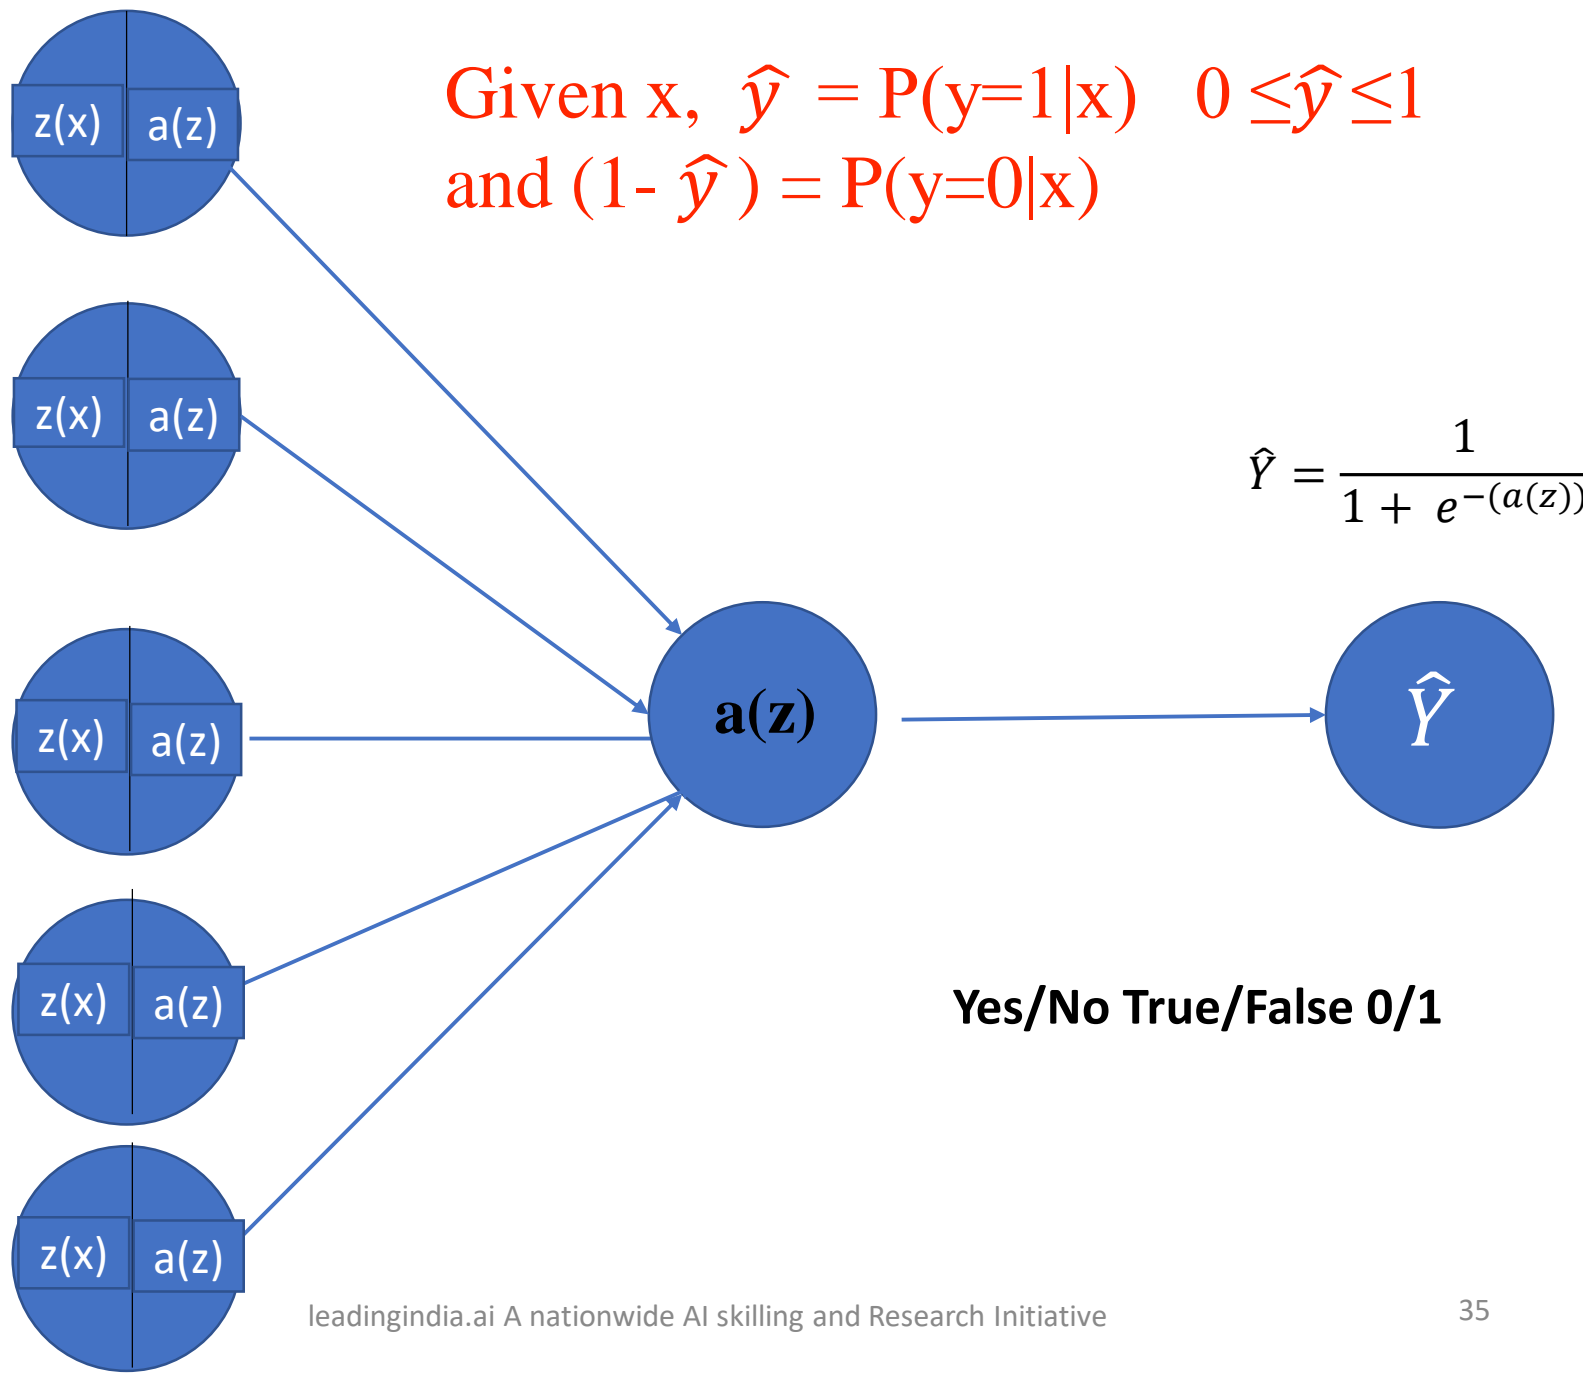 Given x, ŷ = P(y=1|x) 0 ≤ŷ ≤1
and (1- ŷ ) = P(y=0|x)
z(x) a(z)
z(x) a(z)
Ŷ = 1 / 1 + e^−(a(z))
z(x) a(z)
a(z)
Ŷ
z(x) a(z)
Yes/No True/False 0/1
z(x) a(z)
leadingindia.ai A nationwide AI skilling and Research Initiative
35